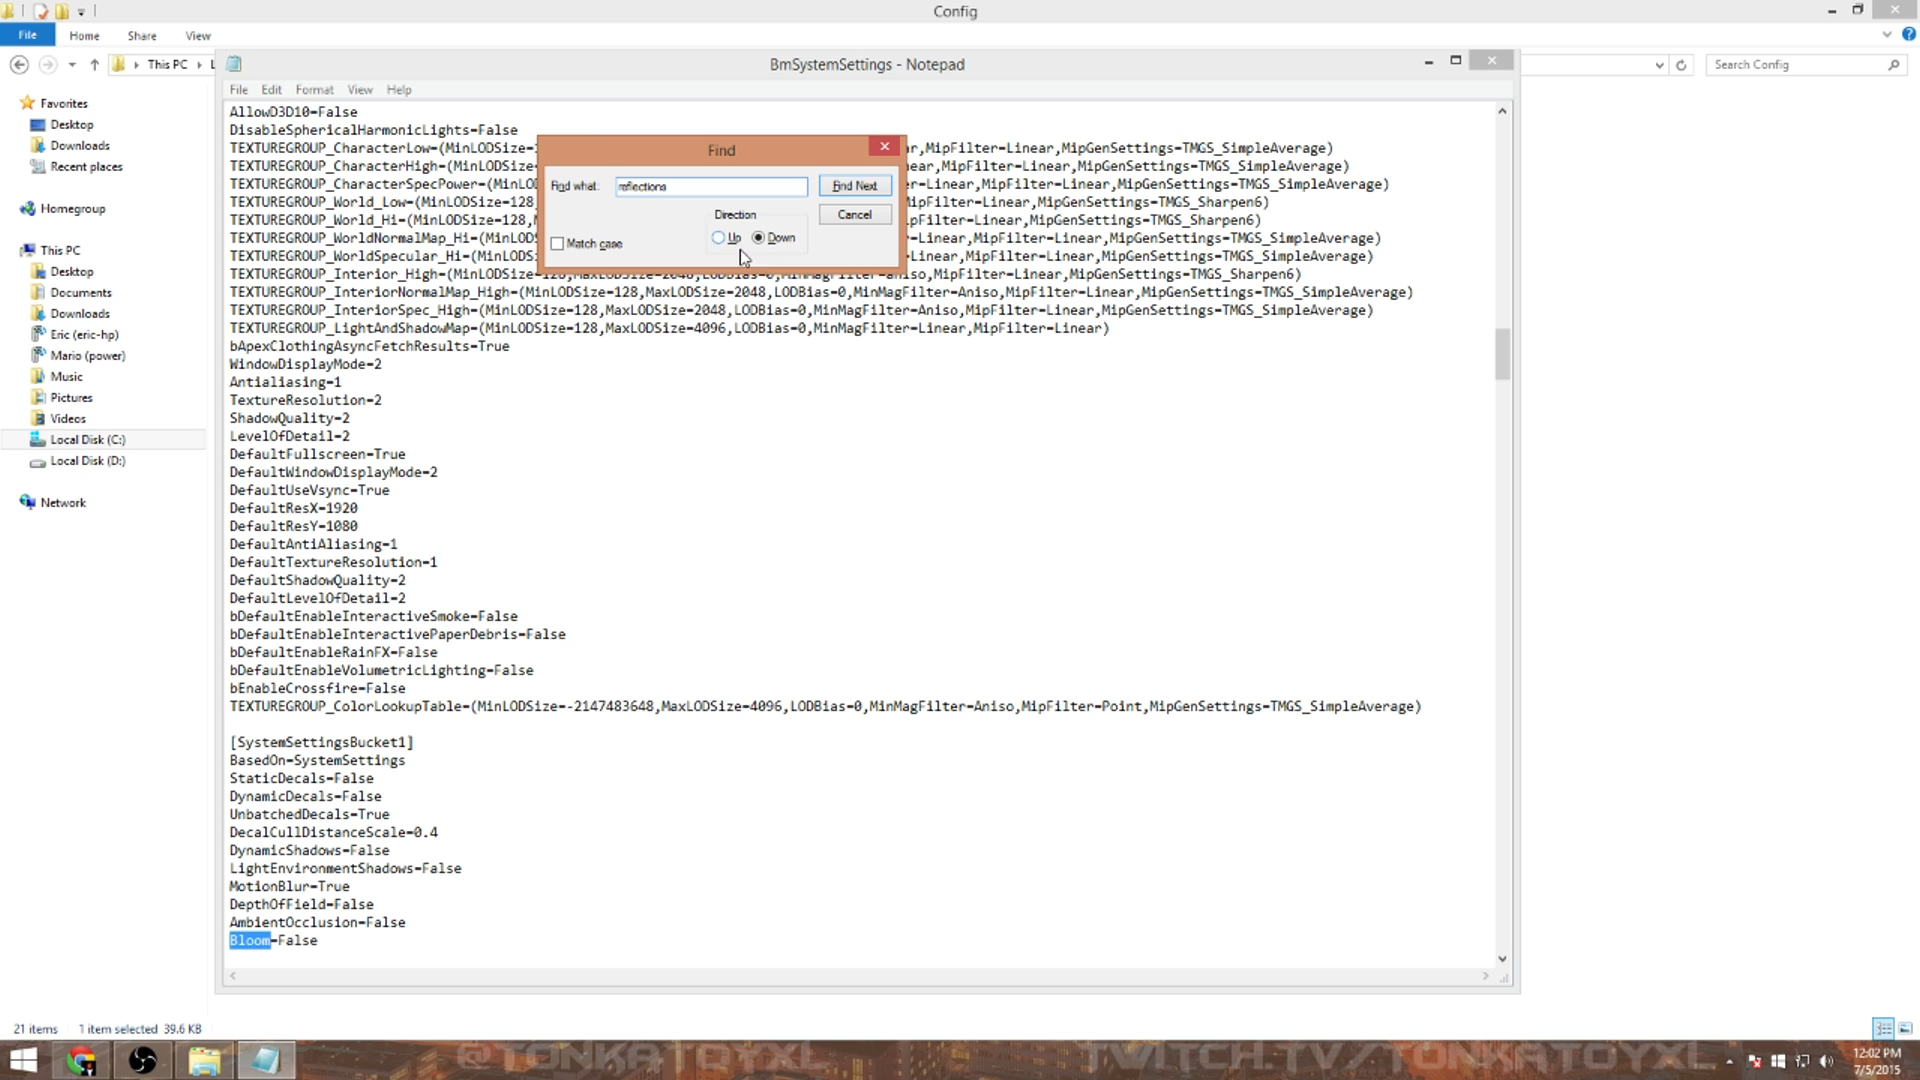 Config
File Home Share View
This PC L
Search Config
BmSystemSettings - Notepad
File Edit Format View Help
Favorites
Desktop
Downloads
Recent places
Homegroup
This PC
Desktop
Documents
Downloads
Eric (eric-hp)
Mario (power)
Music
Pictures
Videos
Local Disk (C:)
Local Disk (D:)
Network
AllowD3D10=False
DisableSphericalHarmonicLights=False
TEXTUREGROUP_CharacterLow=(MinLODSize=1 r,MipFilter=Linear,MipGenSettings=TMGS_SimpleAverage)
TEXTUREGROUP_CharacterHigh=(MinLODSize= ear,MipFilter=Linear,MipGenSettings=TMGS_SimpleAverage)
TEXTUREGROUP_CharacterSpecPower=(MinLO r=Linear,MipFilter=Linear,MipGenSettings=TMGS_SimpleAverage)
TEXTUREGROUP_World_Low=(MinLODSize=128, ipFilter=Linear,MipGenSettings=TMGS_Sharpen6)
TEXTUREGROUP_World_Hi=(MinLODSize=128, pFilter=Linear,MipGenSettings=TMGS_Sharpen6)
TEXTUREGROUP_WorldNormalMap_Hi=(MinLOD =Linear,MipFilter=Linear,MipGenSettings=TMGS_SimpleAverage)
TEXTUREGROUP_WorldSpecular_Hi=(MinLODS Linear,MipFilter=Linear,MipGenSettings=TMGS_SimpleAverage)
TEXTUREGROUP_Interior_High=(MinLODSize=128,MaxLODSize=2048,LODBias=0,MinMagFilter=Aniso,MipFilter=Linear,MipGenSettings=TMGS_Sharpen6)
TEXTUREGROUP_InteriorNormalMap_High=(MinLODSize=128,MaxLODSize=2048,LODBias=0,MinMagFilter=Aniso,MipFilter=Linear,MipGenSettings=TMGS_SimpleAverage)
TEXTUREGROUP_InteriorSpec_High=(MinLODSize=128,MaxLODSize=2048,LODBias=0,MinMagFilter=Aniso,MipFilter=Linear,MipGenSettings=TMGS_SimpleAverage)
TEXTUREGROUP_LightAndShadowMap=(MinLODSize=128,MaxLODSize=4096,LODBias=0,MinMagFilter=Linear,MipFilter=Linear)
bApexClothingAsyncFetchResults=True
WindowDisplayMode=2
Antialiasing=1
TextureResolution=2
ShadowQuality=2
LevelOfDetail=2
DefaultFullscreen=True
DefaultWindowDisplayMode=2
DefaultUseVsync=True
DefaultResX=1920
DefaultResY=1080
DefaultAntiAliasing=1
DefaultTextureResolution=1
DefaultShadowQuality=2
DefaultLevelOfDetail=2
bDefaultEnableInteractiveSmoke=False
bDefaultEnableInteractivePaperDebris=False
bDefaultEnableRainFX=False
bDefaultEnableVolumetricLighting=False
bEnableCrossfire=False
TEXTUREGROUP_ColorLookupTable=(MinLODSize=-2147483648,MaxLODSize=4096,LODBias=0,MinMagFilter=Aniso,MipFilter=Point,MipGenSettings=TMGS_SimpleAverage)
[SystemSettingsBucket1]
BasedOn=SystemSettings
StaticDecals=False
DynamicDecals=False
UnbatchedDecals=True
DecalCullDistanceScale=0.4
DynamicShadows=False
LightEnvironmentShadows=False
MotionBlur=True
DepthOfField=False
AmbientOcclusion=False
Bloom=False
Find
Find what: reflections
Find Next
Direction
Cancel
Up Down
Match case
21 items 1 item selected 39.6 KB
@TONKATOYXL
TWITCH.TV/TONKATOYXL
12:02 PM
7/5/2015